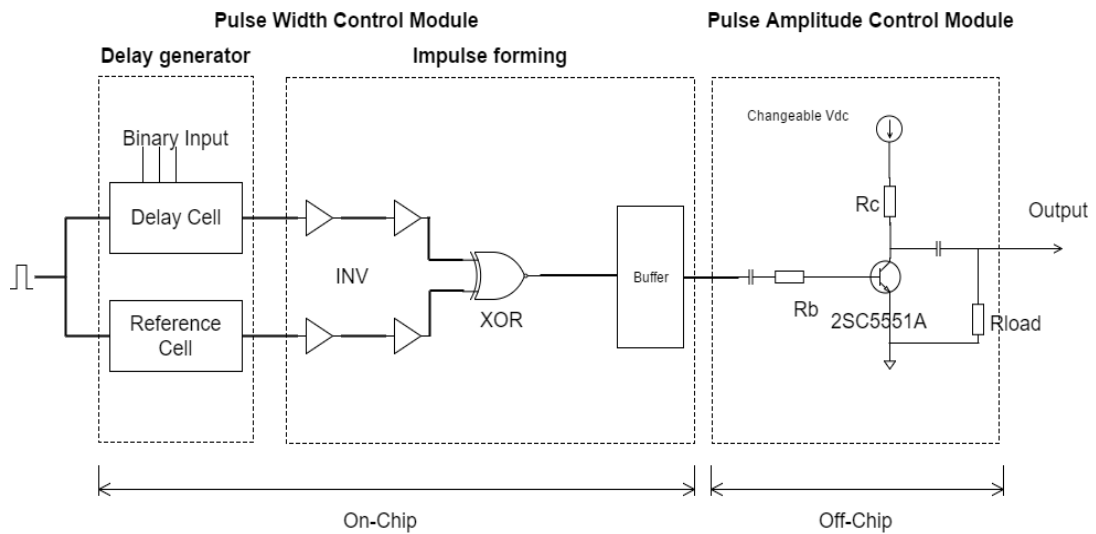 Pulse Width Control Module
Pulse Amplitude Control Module
Delay generator
Impulse forming
Changeable Vdc
Binary Input
Delay Cell
Rc
Output
INV
Buffer
Reference
Cell
XOR
Rb
2SC5551A
Rload
On-Chip
Off-Chip